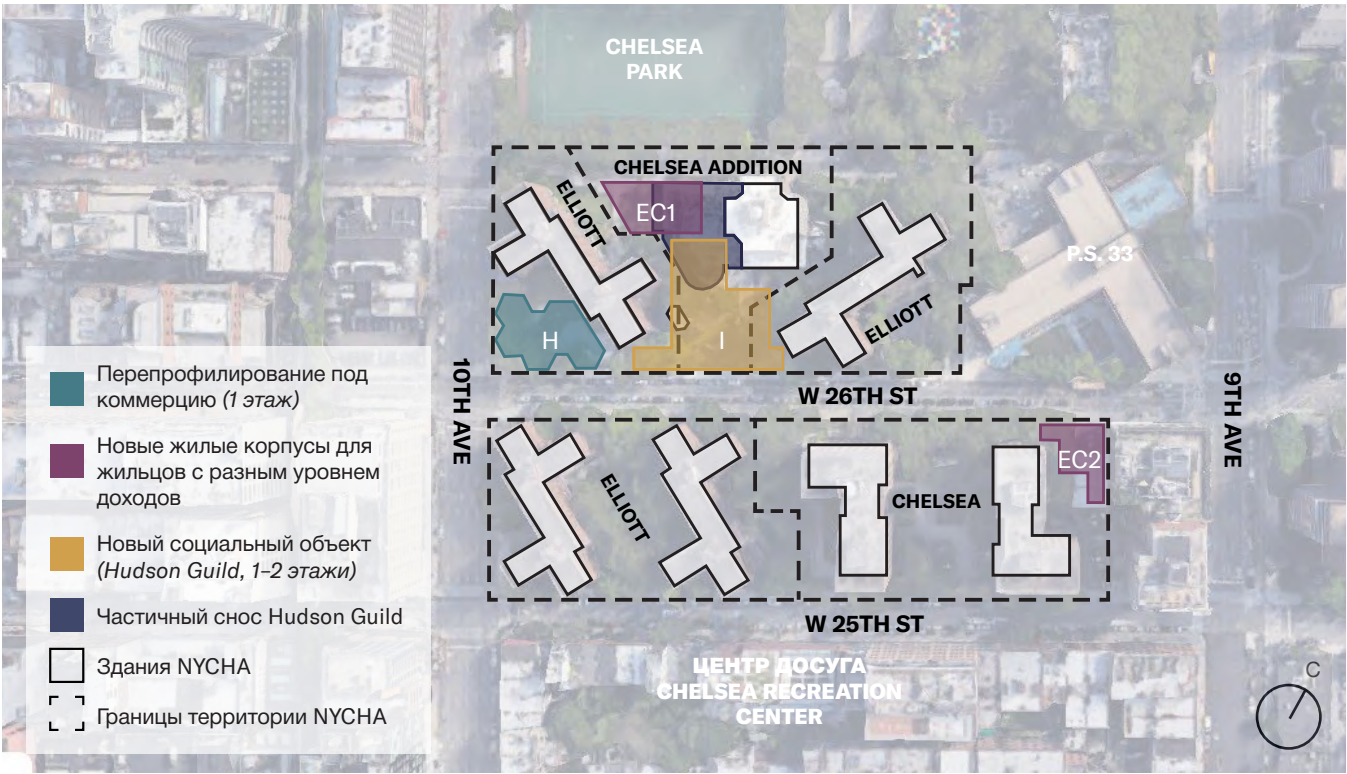 CHELSEA
PARK
CHELSEA ADDITION
ELLIOTT
EC1
P.S. 33
ELLIOTT
H
I
10TH AVE
W 26TH ST
9TH AVE
EC2
ELLIOTT
CHELSEA
W 25TH ST
ЦЕНТР ДОСУГА
CHELSEA RECREATION
CENTER
С
Перепрофилирование под
коммерцию (1 этаж)
Новые жилые корпусы для
жильцов с разным уровнем
доходов
Новый социальный объект
(Hudson Guild, 1–2 этажи)
Частичный снос Hudson Guild
Здания NYCHA
Границы территории NYCHA